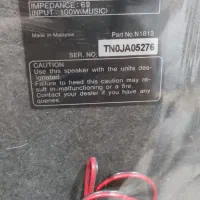 IMPEDANCE : 6Ω
INPUT : 100W(MUSIC)
Made in Malaysia
Part No.N1813
SER. NO. TN0JA05276
CAUTION
Use this speaker with the units des-
ignated.
Failure to heed this caution may re-
sult in malfunctioning or a fire.
Contact your dealer if you have any
questions.